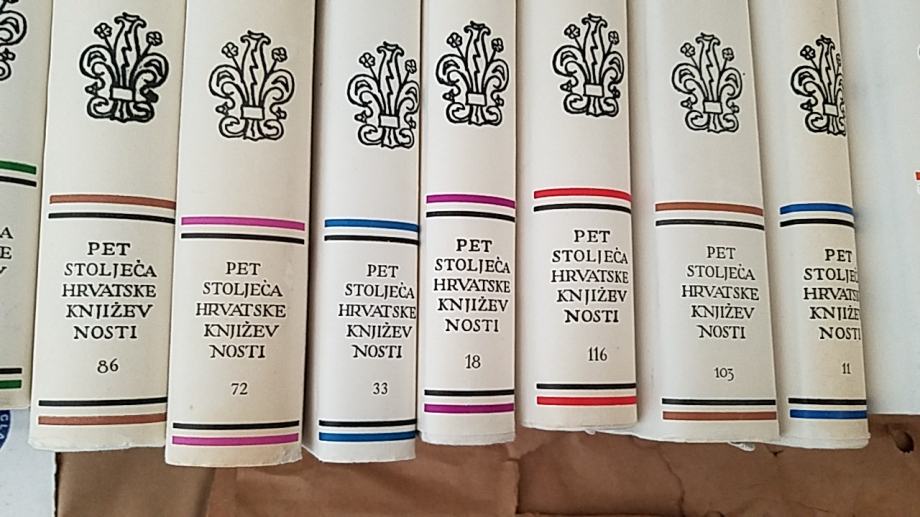 PET
STOLJEĆA
HRVATSKE
KNJIŽEV
NOSTI
86
PET
STOLJEĆA
HRVATSKE
KNJIŽEV
NOSTI
72
PET
STOLJEĆA
HRVATSKE
KNJIŽEV
NOSTI
33
PET
STOLJEĆA
HRVATSKE
KNJIŽEV
NOSTI
18
PET
STOLJEĆA
HRVATSKE
KNJIŽEV
NOSTI
116
PET
STOLJEĆA
HRVATSKE
KNJIŽEV
NOSTI
103
PET
STOLJEĆA
HRVATSKE
KNJIŽEV
NOSTI
11